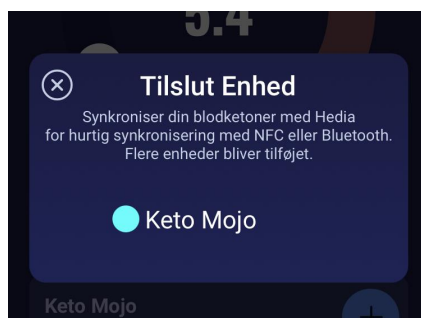 5.4
Tilslut Enhed
Synkroniser din blodketoner med Hedia
for hurtig synkronisering med NFC eller Bluetooth.
Flere enheder bliver tilføjet.
Keto Mojo
Keto Mojo